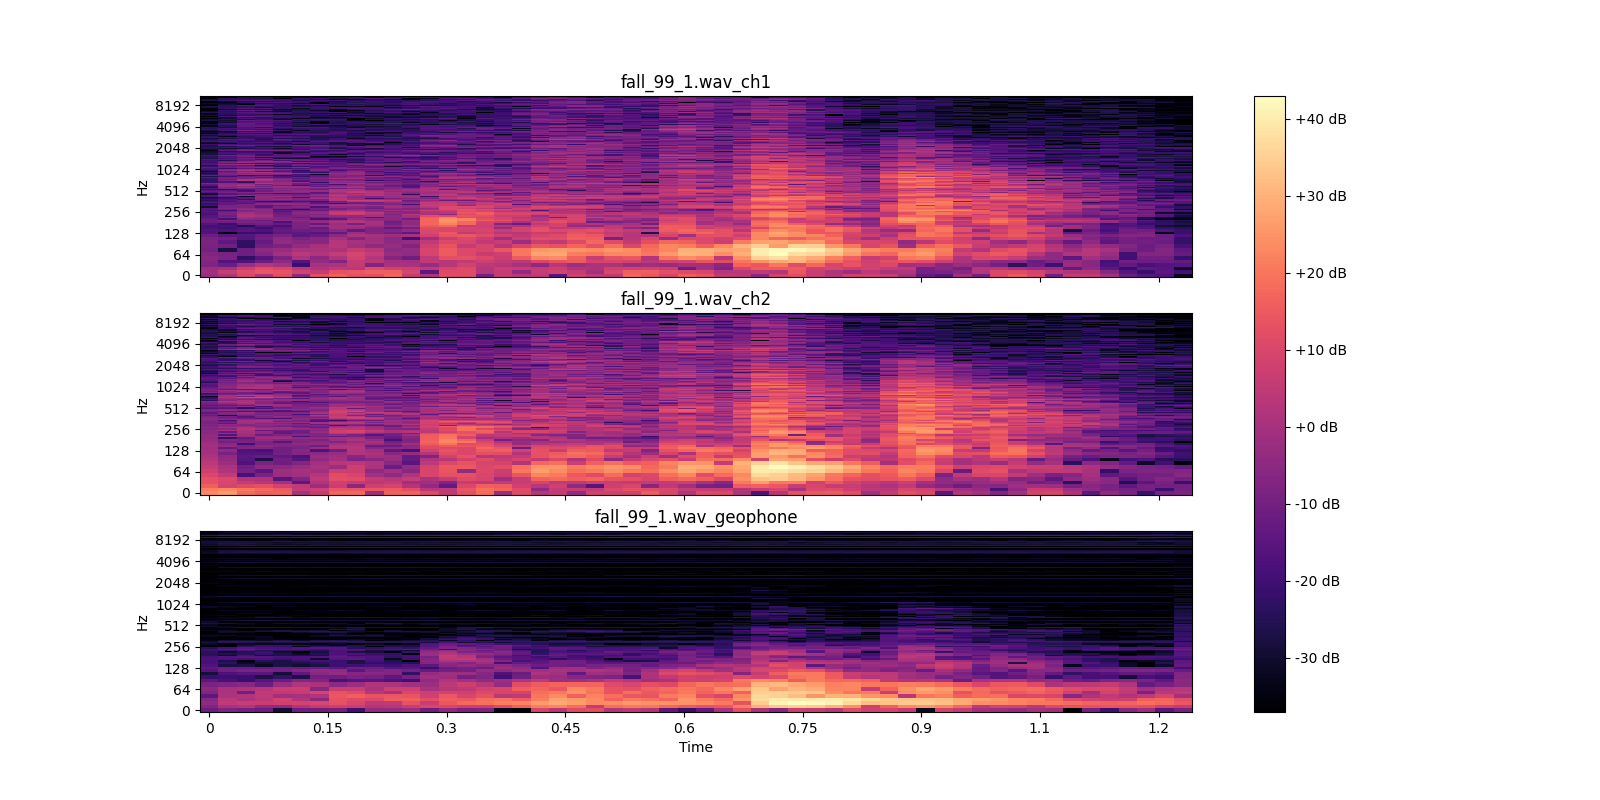 fall_99_1.wav_ch1
8192
4096
2048
1024
512
256
128
64
0
Hz
fall_99_1.wav_ch2
8192
4096
2048
1024
512
256
128
64
0
Hz
fall_99_1.wav_geophone
8192
4096
2048
1024
512
256
128
64
0
Hz
0 0.15 0.3 0.45 0.6 0.75 0.9 1.1 1.2
Time
+40 dB
+30 dB
+20 dB
+10 dB
+0 dB
-10 dB
-20 dB
-30 dB